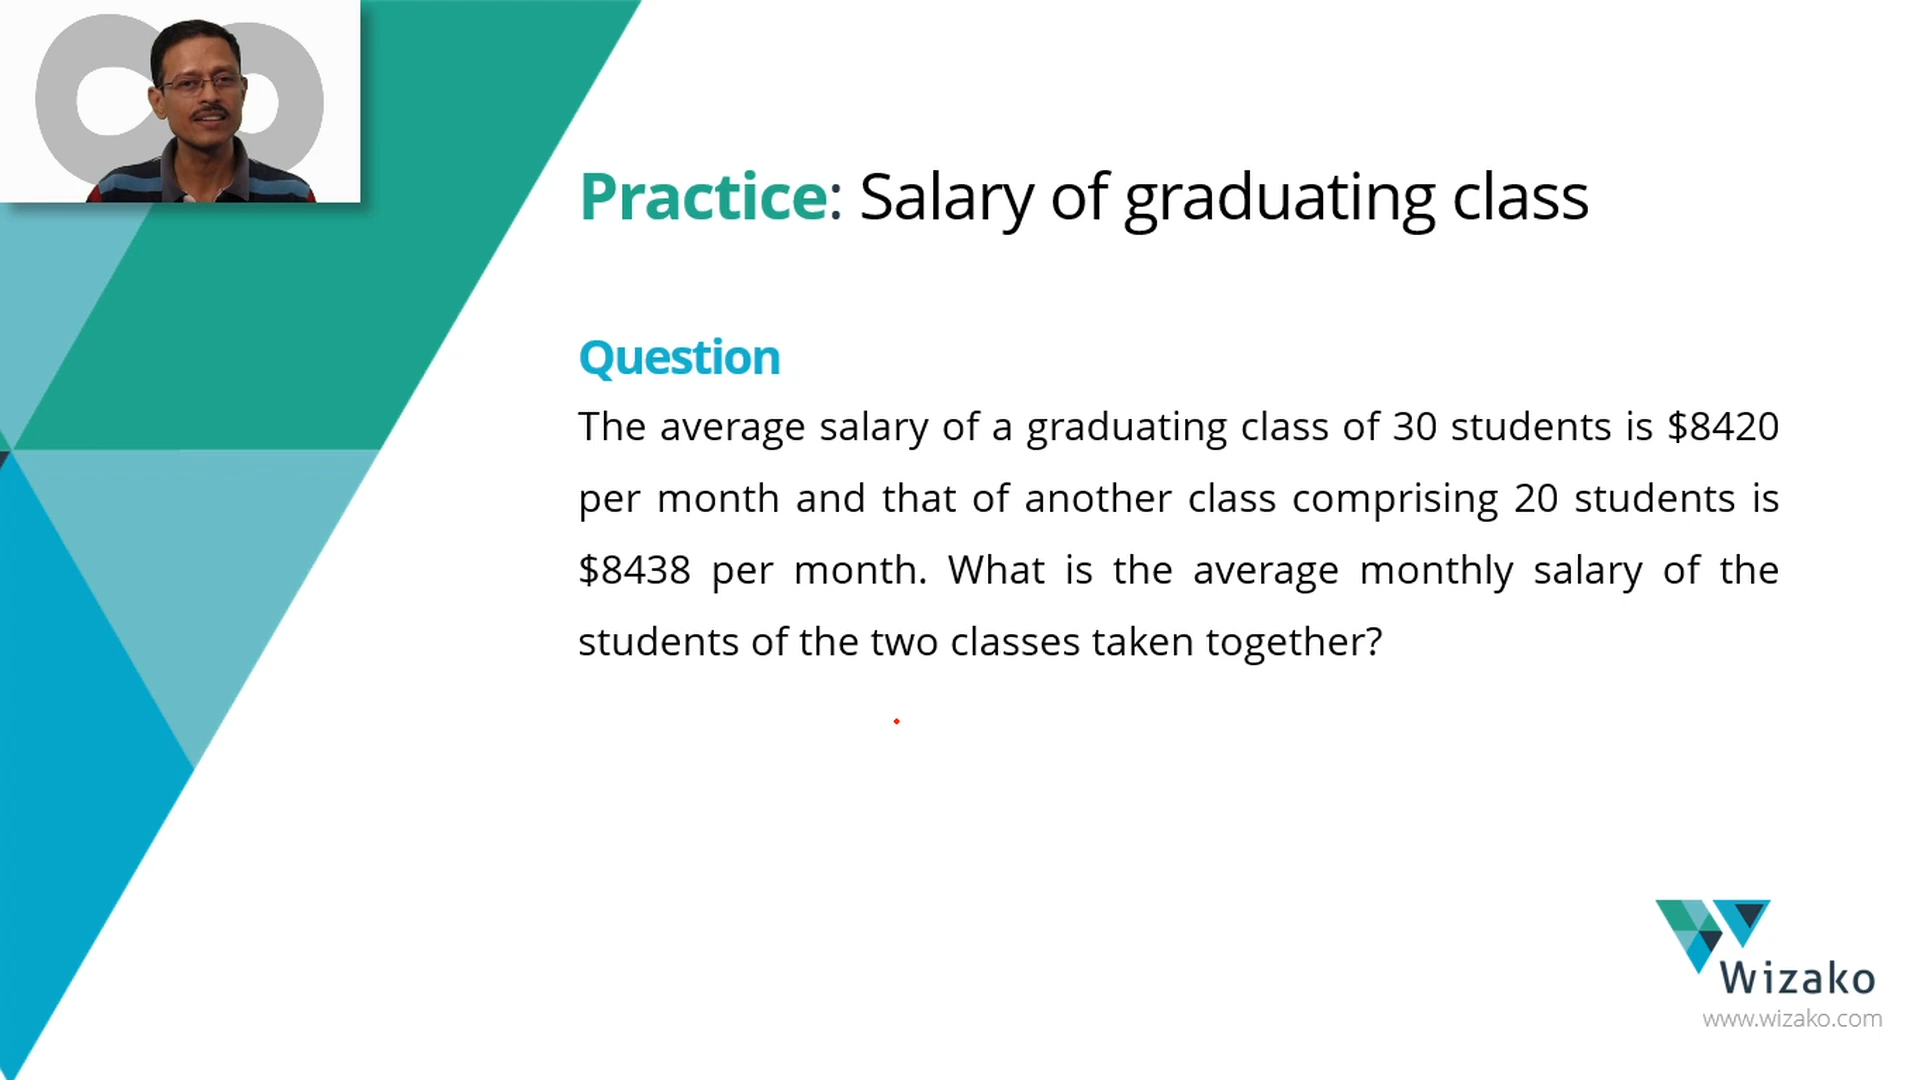 Practice: Salary of graduating class
Question
The average salary of a graduating class of 30 students is $8420
per month and that of another class comprising 20 students is
$8438 per month. What is the average monthly salary of the
students of the two classes taken together?
Wizako
www.wizako.com